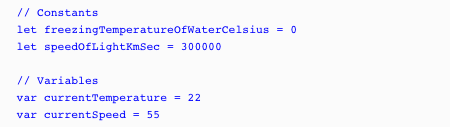 // Constants
let freezingTemperatureOfWaterCelsius = 0
let speedOfLightKmSec = 300000
// Variables
var currentTemperature = 22
var currentSpeed = 55